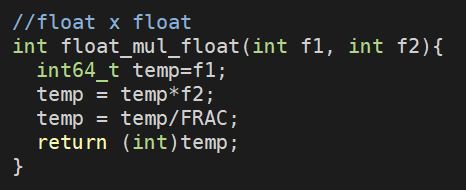 //float x float
int float_mul_float(int f1, int f2){
  int64_t temp=f1;
  temp = temp*f2;
  temp = temp/FRAC;
  return (int)temp;
}